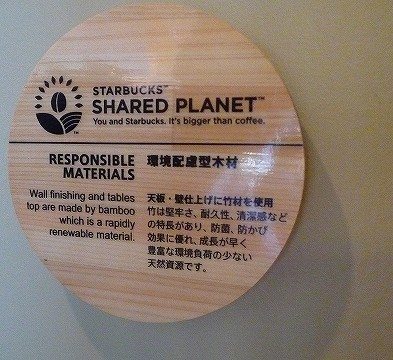 STARBUCKS™
SHARED PLANET™
You and Starbucks. It's bigger than coffee.
RESPONSIBLE
MATERIALS
Wall finishing and tables
top are made by bamboo
which is a rapidly
renewable material.
環境配慮型木材
天板・壁仕上げに竹材を使用
竹は堅牢さ、耐久性、清潔感など
の特長があり、防菌、防かび
効果に優れ、成長が早く
豊富な環境負荷の少ない
天然資源です。